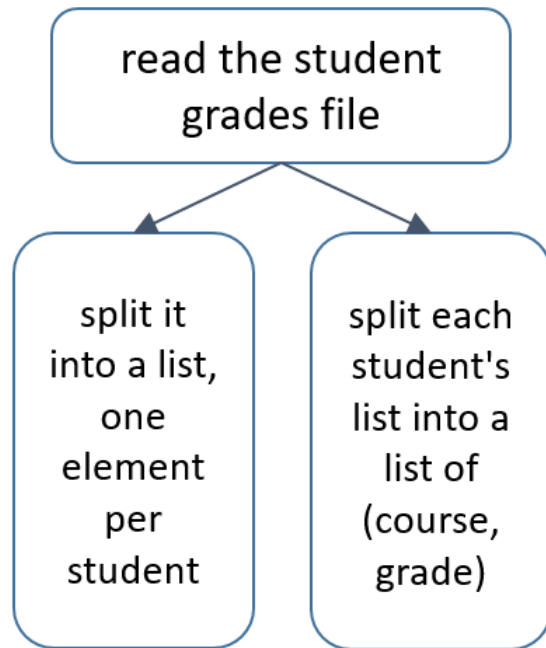 read the student
grades file
split it
into a list,
one
element
per
student
split each
student's
list into a
list of
(course,
grade)